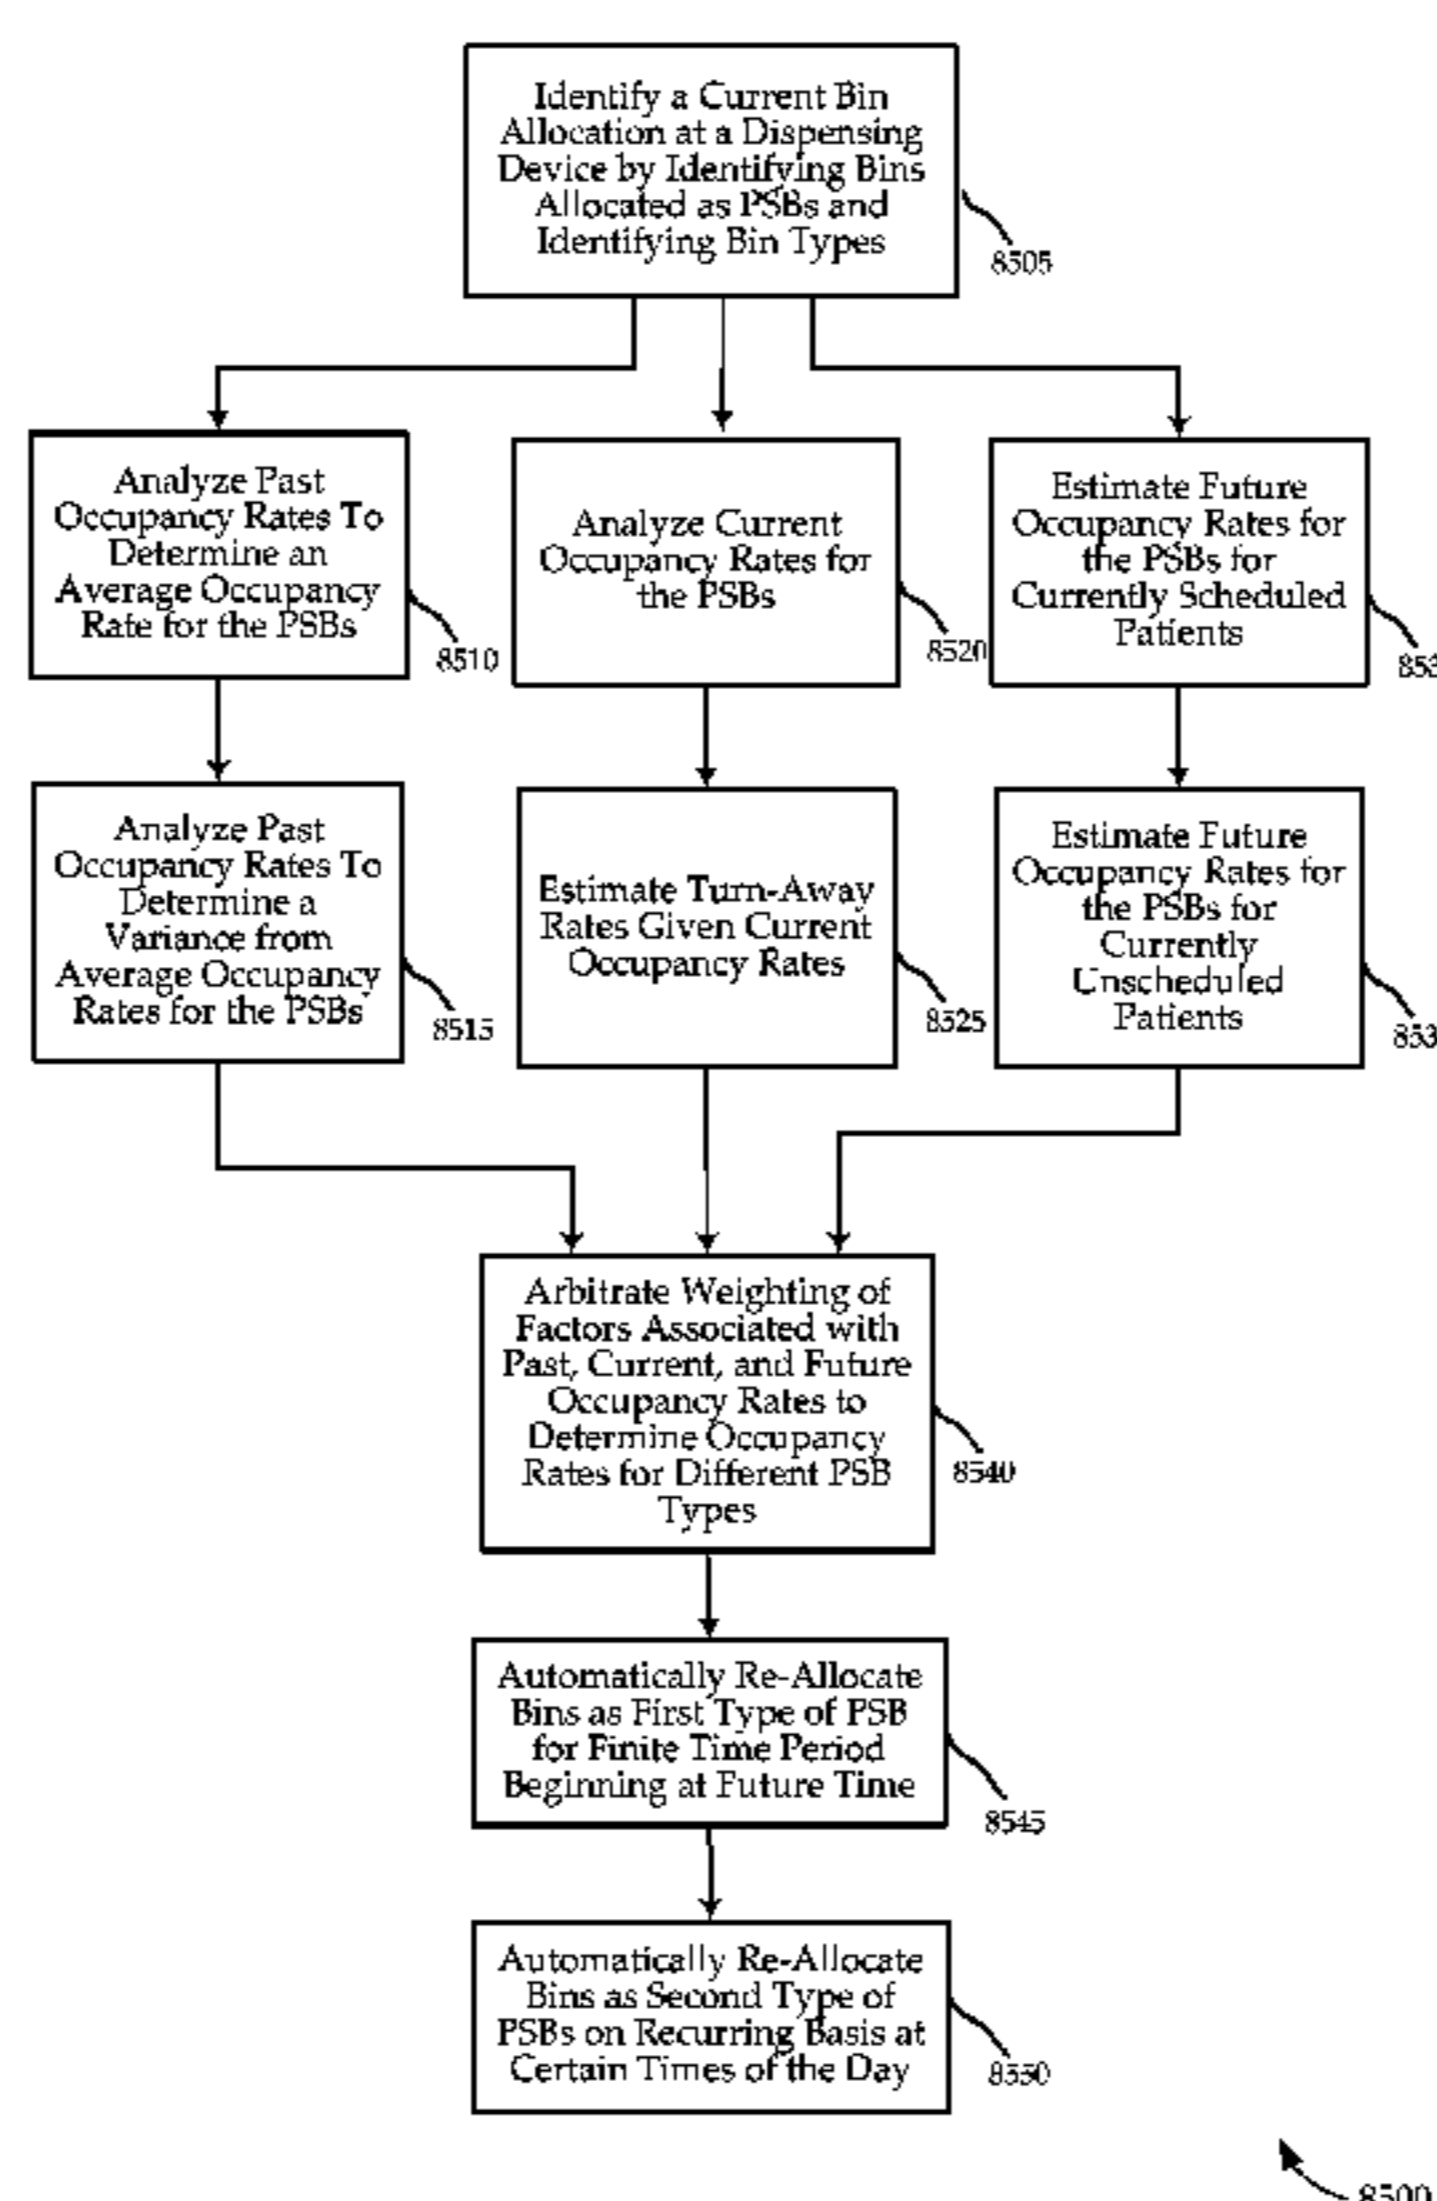 Identify a Current Bin
Allocation at a Dispensing
Device by Identifying Bins
Allocated as PSBs and
Identifying Bin Types
8505
Analyze Past
Occupancy Rates To
Determine an
Average Occupancy
Rate for the PSBs
8510
Analyze Current
Occupancy Rates for
the PSBs
8520
Estimate Future
Occupancy Rates for
the PSBs for
Currently Scheduled
Patients
853
Analyze Past
Occupancy Rates To
Determine a
Variance from
Average Occupancy
Rates for the PSBs
8515
Estimate Turn-Away
Rates Given Current
Occupancy Rates
8525
Estimate Future
Occupancy Rates for
the PSBs for
Currently
Unscheduled
Patients
853
Arbitrate Weighting of
Factors Associated with
Past, Current, and Future
Occupancy Rates to
Determine Occupancy
Rates for Different PSB
Types
8540
Automatically Re-Allocate
Bins as First Type of PSB
for Finite Time Period
Beginning at Future Time
8545
Automatically Re-Allocate
Bins as Second Type of
PSBs on Recurring Basis at
Certain Times of the Day
8550
8500